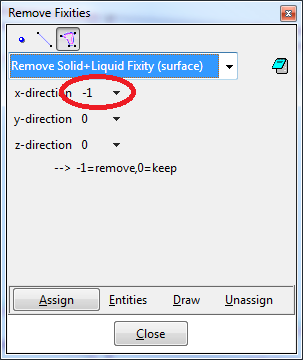 Remove Fixities
Remove Solid+Liquid Fixity (surface)
x-direction -1
y-direction 0
z-direction 0
--> -1=remove,0=keep
Assign Entities Draw Unassign
Close